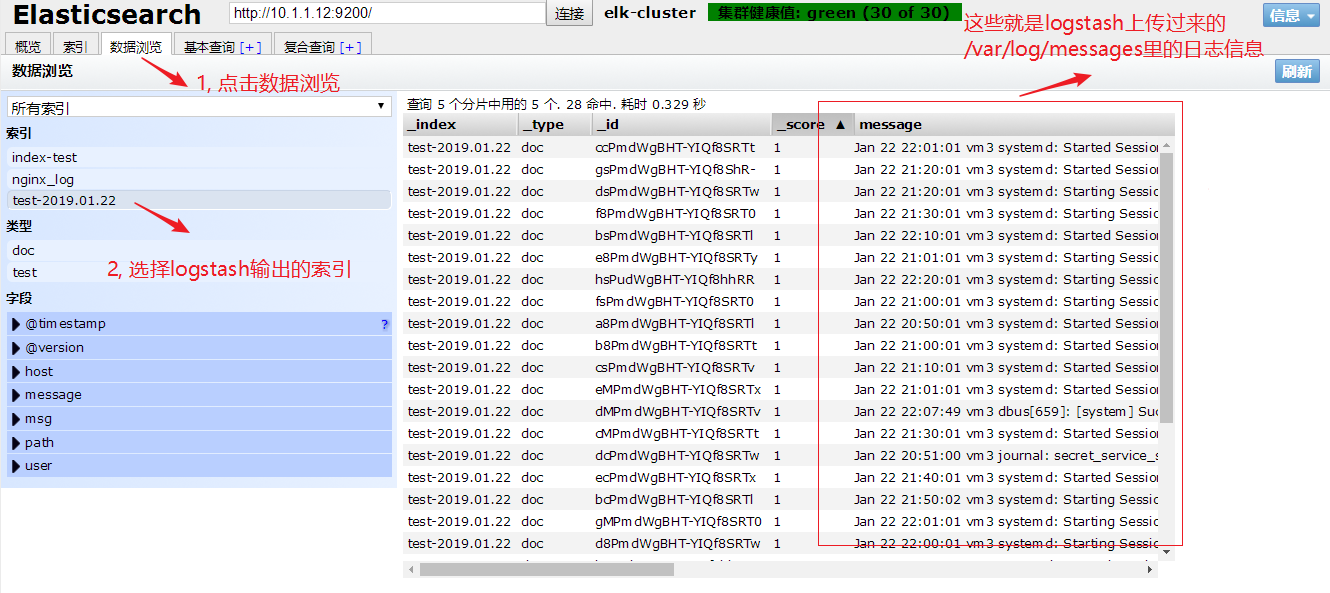 Elasticsearch http://10.1.1.12:9200/ 连接 elk-cluster 集群健康值: green (30 of 30) 信息
概览 索引 数据浏览 基本查询 [+] 复合查询 [+]
这些就是logstash上传过来的
/var/log/messages里的日志信息
数据浏览 刷新
1, 点击数据浏览
所有索引
索引
index-test
nginx_log
test-2019.01.22
类型
doc
test
2, 选择logstash输出的索引
字段
@timestamp ?
@version
host
message
msg
path
user
查询 5 个分片中用的 5 个. 28 命中. 耗时 0.329 秒
_index _type _id _score ▲ message
test-2019.01.22 doc ccPmdWgBHT-YIQf8SRTt 1 Jan 22 22:01:01 vm3 systemd: Started Session
test-2019.01.22 doc gsPmdWgBHT-YIQf8ShR- 1 Jan 22 21:20:01 vm3 systemd: Started Session
test-2019.01.22 doc dsPmdWgBHT-YIQf8SRTw 1 Jan 22 21:20:01 vm3 systemd: Starting Sessic
test-2019.01.22 doc f8PmdWgBHT-YIQf8SRT0 1 Jan 22 21:30:01 vm3 systemd: Starting Sessic
test-2019.01.22 doc bsPmdWgBHT-YIQf8SRTl 1 Jan 22 22:10:01 vm3 systemd: Starting Sessic
test-2019.01.22 doc e8PmdWgBHT-YIQf8SRTy 1 Jan 22 21:01:01 vm3 systemd: Starting Sessic
test-2019.01.22 doc hsPudWgBHT-YIQf8hhRR 1 Jan 22 22:20:01 vm3 systemd: Starting Sessic
test-2019.01.22 doc fsPmdWgBHT-YIQf8SRT0 1 Jan 22 21:00:01 vm3 systemd: Starting Sessic
test-2019.01.22 doc a8PmdWgBHT-YIQf8SRTl 1 Jan 22 20:50:01 vm3 systemd: Started Session
test-2019.01.22 doc b8PmdWgBHT-YIQf8SRTt 1 Jan 22 21:00:01 vm3 systemd: Started Session
test-2019.01.22 doc csPmdWgBHT-YIQf8SRTv 1 Jan 22 21:10:01 vm3 systemd: Started Session
test-2019.01.22 doc eMPmdWgBHT-YIQf8SRTx 1 Jan 22 21:01:01 vm3 systemd: Started Session
test-2019.01.22 doc dMPmdWgBHT-YIQf8SRTv 1 Jan 22 22:07:49 vm3 dbus[659]: [system] Suc
test-2019.01.22 doc cMPmdWgBHT-YIQf8SRTt 1 Jan 22 21:30:01 vm3 systemd: Started Session
test-2019.01.22 doc dcPmdWgBHT-YIQf8SRTw 1 Jan 22 20:51:00 vm3 journal: secret_service_s
test-2019.01.22 doc ecPmdWgBHT-YIQf8SRTx 1 Jan 22 21:40:01 vm3 systemd: Started Session
test-2019.01.22 doc bcPmdWgBHT-YIQf8SRTl 1 Jan 22 21:50:02 vm3 systemd: Starting Sessic
test-2019.01.22 doc gMPmdWgBHT-YIQf8SRT0 1 Jan 22 22:01:01 vm3 systemd: Starting Sessic
test-2019.01.22 doc d8PmdWgBHT-YIQf8SRTw 1 Jan 22 22:00:01 vm3 systemd: Starting Sessic